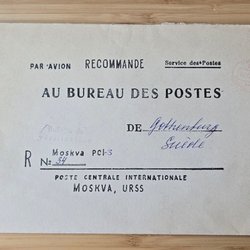 PAR AVION RECOMMANDE Service des Postes
AU BUREAU DES POSTES
DE Gothenburg
Suède
R Moskva PCI-3
No: 34
POSTE CENTRALE INTERNATIONALE
MOSKVA, URSS